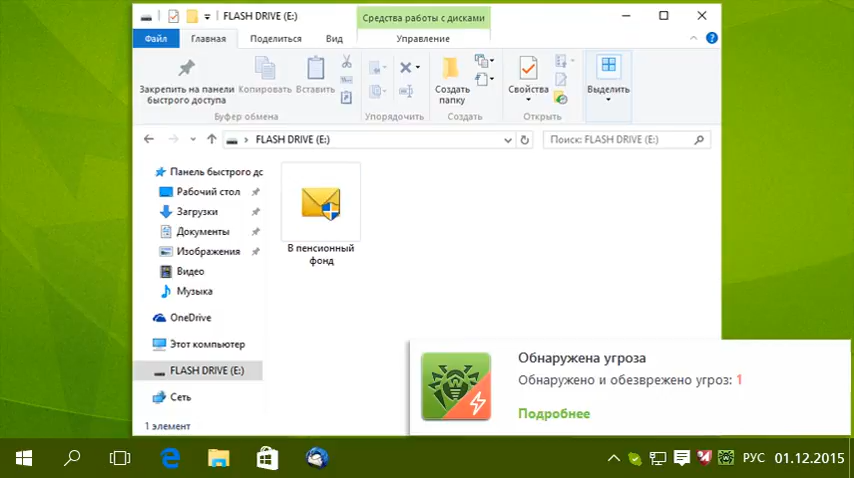 FLASH DRIVE (E:)
Средства работы с дисками
Файл
Главная
Поделиться
Вид
Управление
Закрепить на панели
быстрого доступа
Копировать
Вставить
Создать
папку
Свойства
Выделить
Буфер обмена
Упорядочить
Создать
Открыть
FLASH DRIVE (E:)
Поиск: FLASH DRIVE (E:)
Панель быстрого дс
Рабочий стол
Загрузки
Документы
Изображения
Видео
Музыка
OneDrive
Этот компьютер
FLASH DRIVE (E:)
Сеть
В пенсионный
фонд
1 элемент
Обнаружена угроза
Обнаружено и обезврежено угроз: 1
Подробнее
РУС
01.12.2015